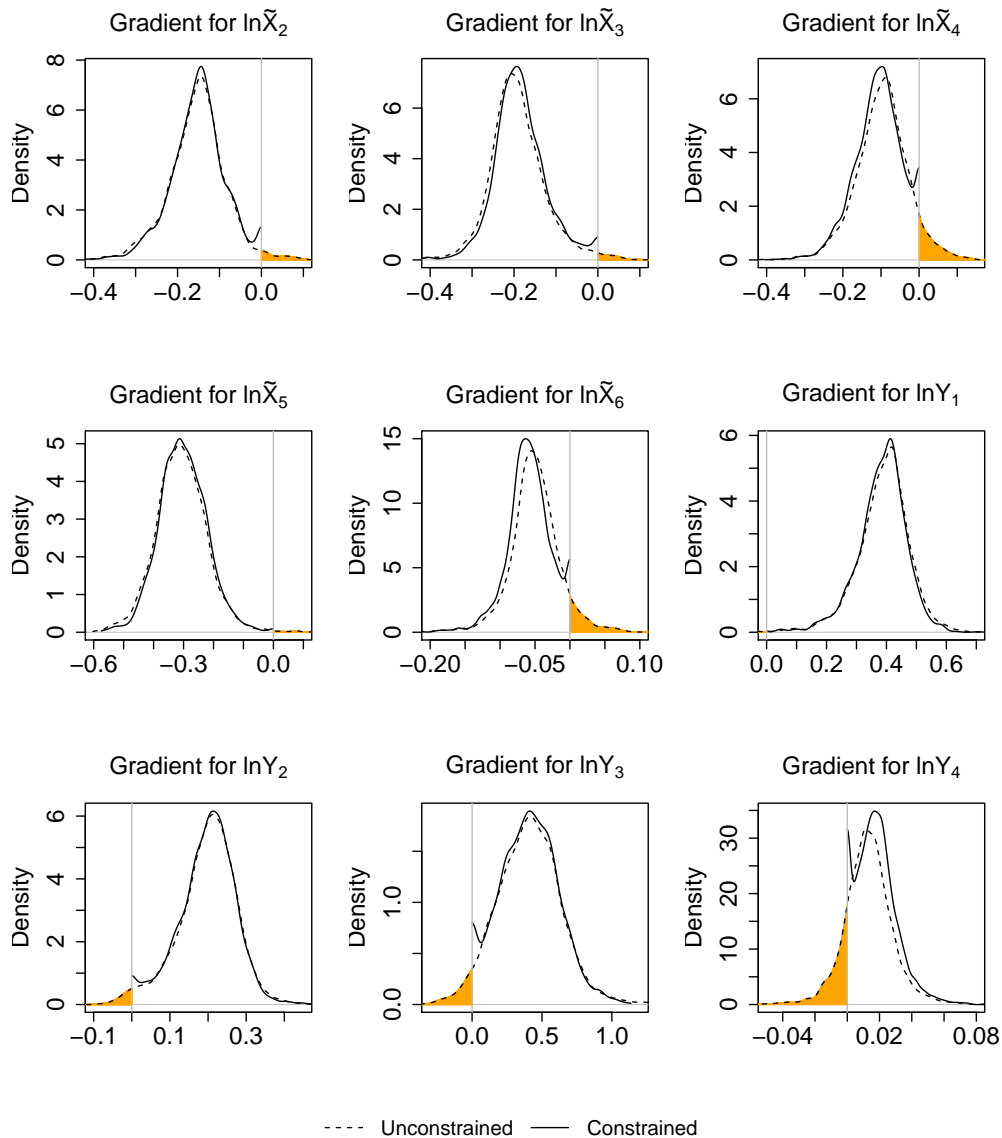 Gradient for lnX̃₂ Gradient for lnX̃₃ Gradient for lnX̃₄
Density 0 2 4 6 8 −0.4 −0.2 0.0
Density 0 2 4 6 −0.4 −0.2 0.0
Density 0 2 4 6 −0.4 −0.2 0.0
Gradient for lnX̃₅ Gradient for lnX̃₆ Gradient for lnY₁
Density 0 1 2 3 4 5 −0.6 −0.3 0.0
Density 0 5 10 15 −0.20 −0.05 0.10
Density 0 2 4 6 0.0 0.2 0.4 0.6
Gradient for lnY₂ Gradient for lnY₃ Gradient for lnY₄
Density 0 2 4 6 −0.1 0.1 0.3
Density 0.0 1.0 0.0 0.5 1.0
Density 0 10 20 30 −0.04 0.02 0.08
Unconstrained Constrained